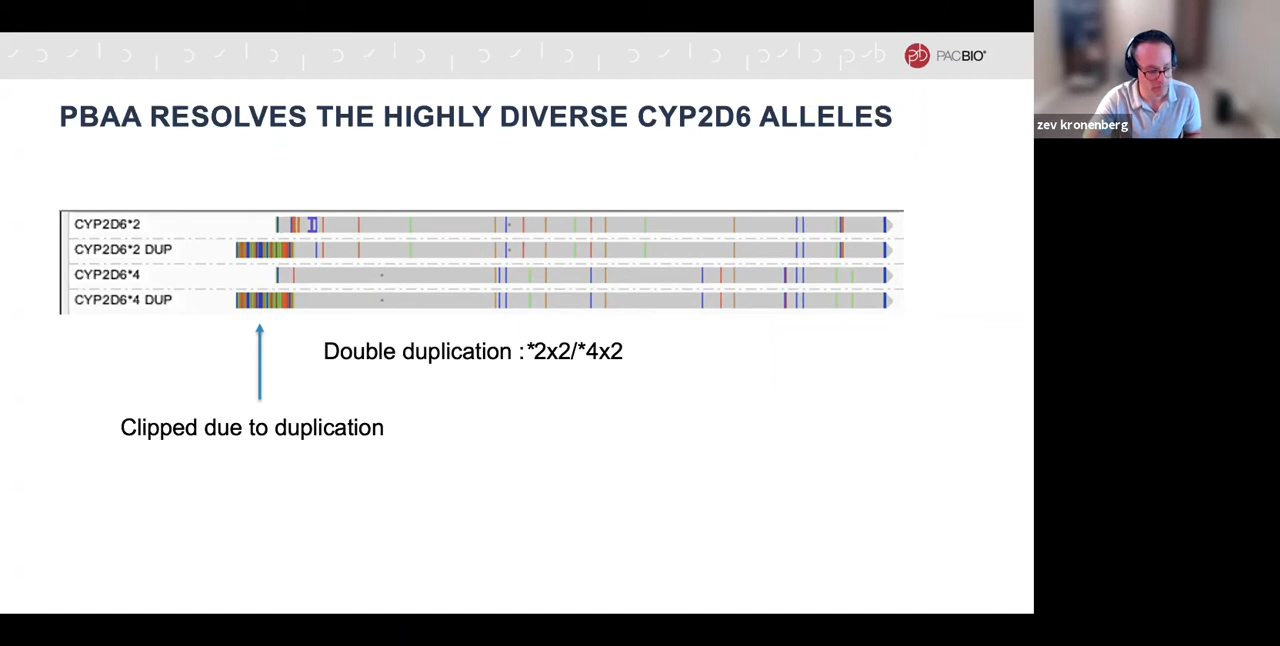 PACBIO®
zev kronenberg
PBAA RESOLVES THE HIGHLY DIVERSE CYP2D6 ALLELES
CYP2D6*2
CYP2D6*2 DUP
CYP2D6*4
CYP2D6*4 DUP
Double duplication : *2x2/*4x2
Clipped due to duplication